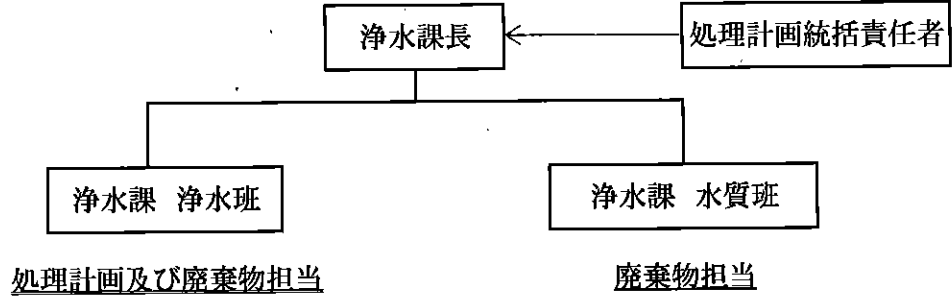 浄水課長
処理計画統括責任者
浄水課 浄水班
浄水課 水質班
処理計画及び廃棄物担当
廃棄物担当